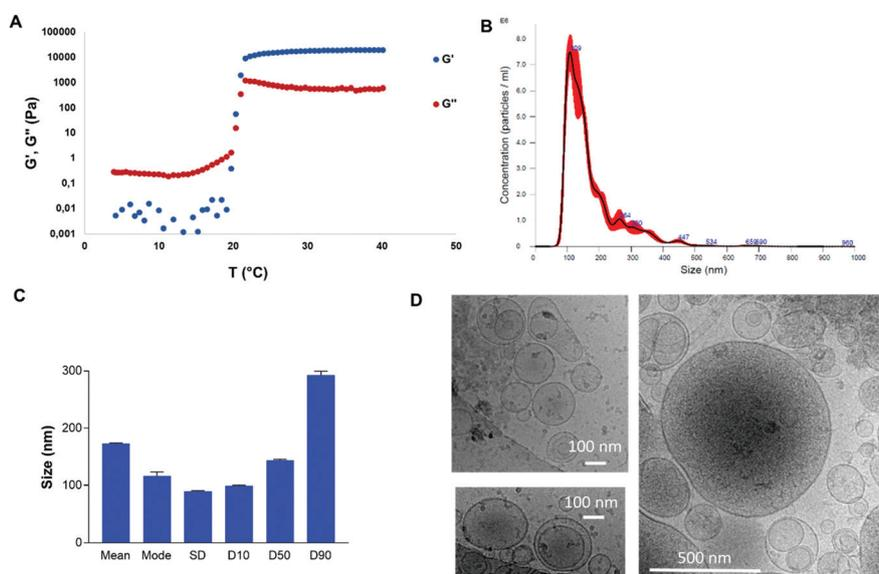 A
G', G" (Pa)
100000
10000
1000
100
10
1
0,1
0,01
0,001
0
10
20
30
40
50
T (°C)
G'
G"
B
E6
Concentration (particles / ml)
8.0
7.0
6.0
5.0
4.0
3.0
2.0
1.0
0
0
100
200
300
400
500
600
700
800
900
1000
Size (nm)
447
534
690
960
C
Size (nm)
300
200
100
0
Mean
Mode
SD
D10
D50
D90
D
100 nm
100 nm
500 nm